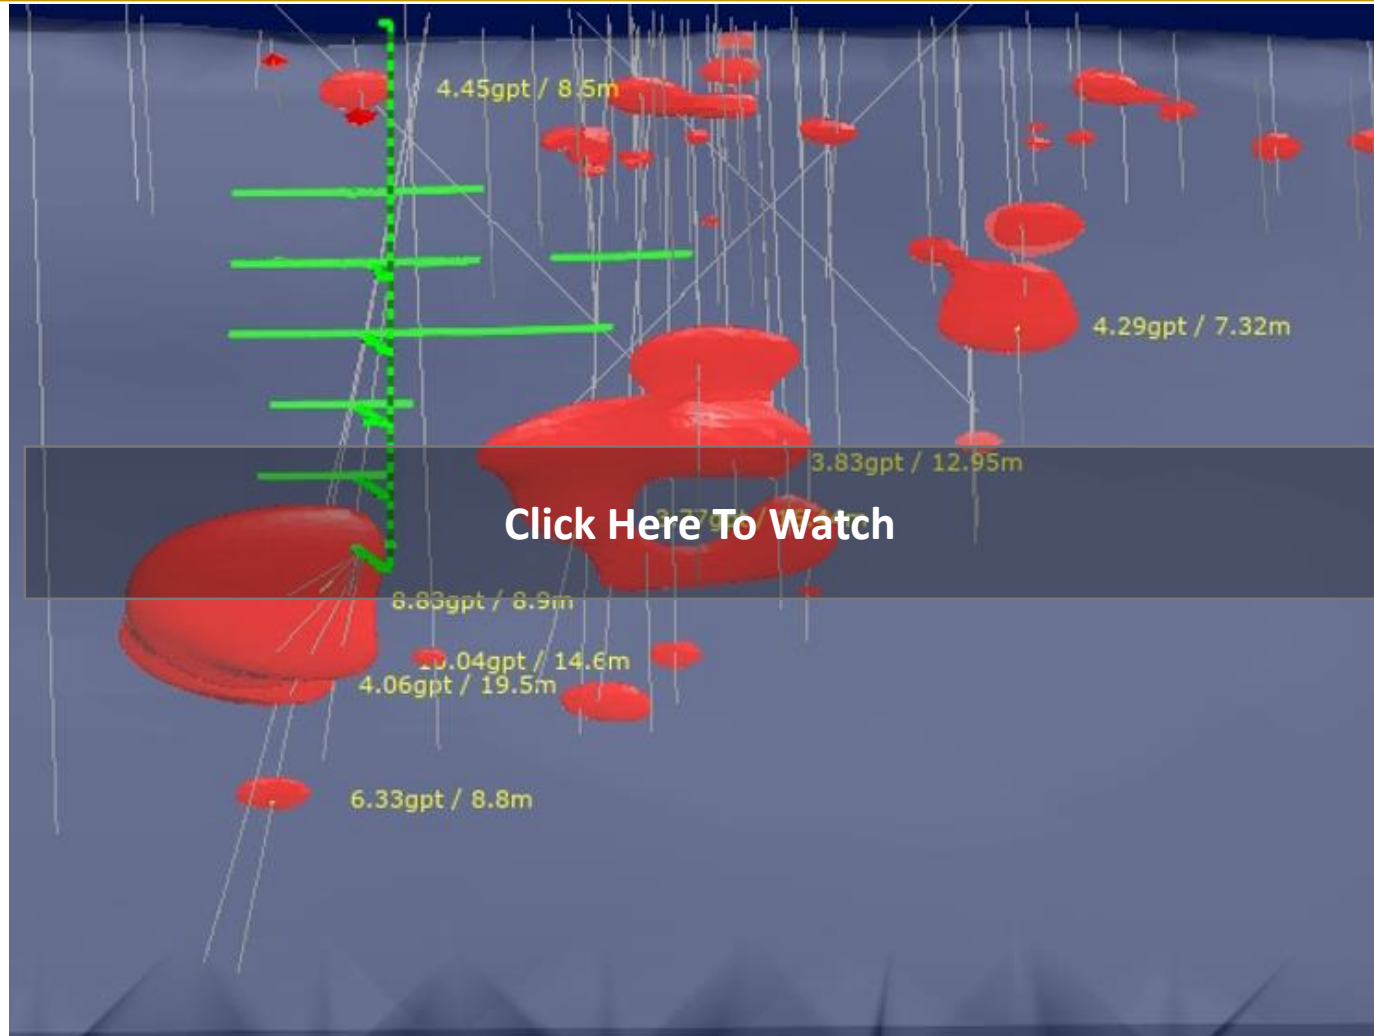 4.45gpt / 8.5m
4.29gpt / 7.32m
3.83gpt / 12.95m
Click Here To Watch
8.83gpt / 8.9m
.04gpt / 14.6m
4.06gpt / 19.5m
6.33gpt / 8.8m